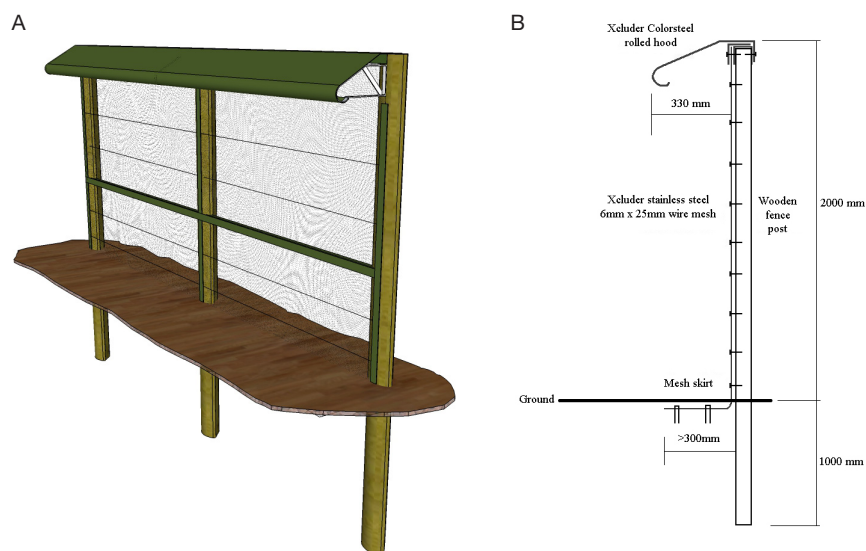 A
B
Xcluder Colorsteel
rolled hood
330 mm
Xcluder stainless steel
6mm x 25mm wire mesh
Wooden
fence
post
2000 mm
Mesh skirt
Ground
>300mm
1000 mm